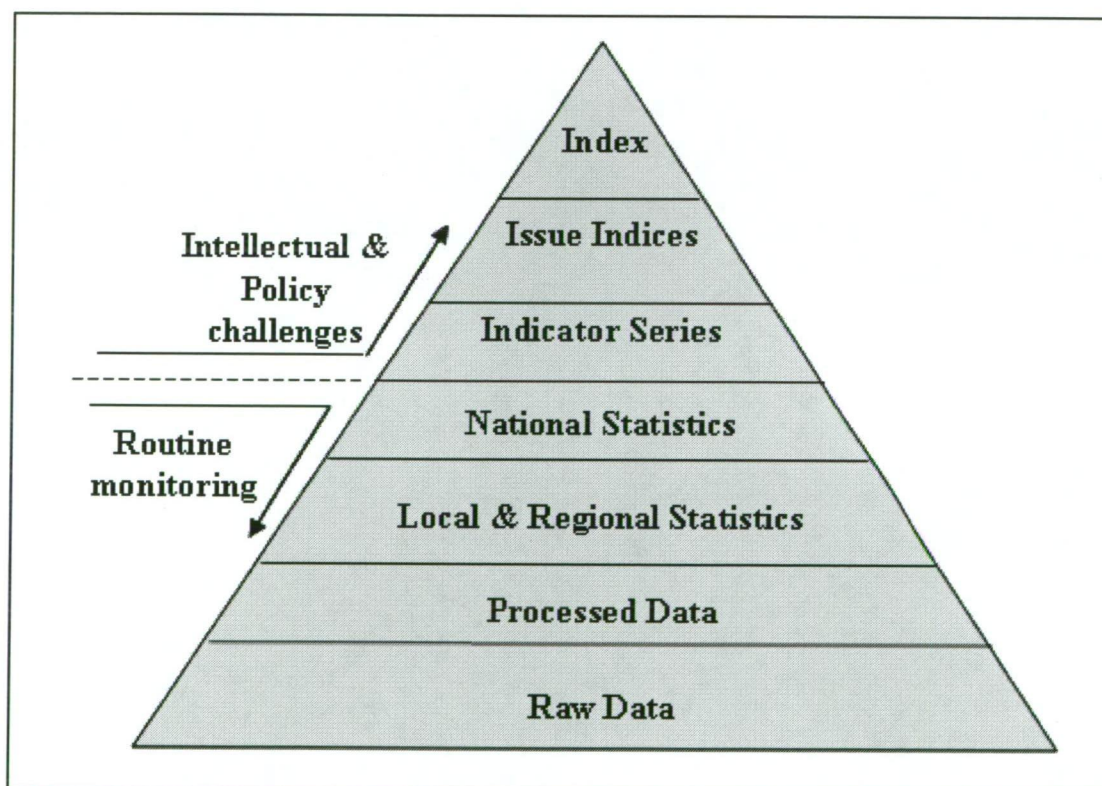 Index
Issue Indices
Intellectual &
Policy
challenges
Indicator Series
National Statistics
Routine
monitoring
Local & Regional Statistics
Processed Data
Raw Data